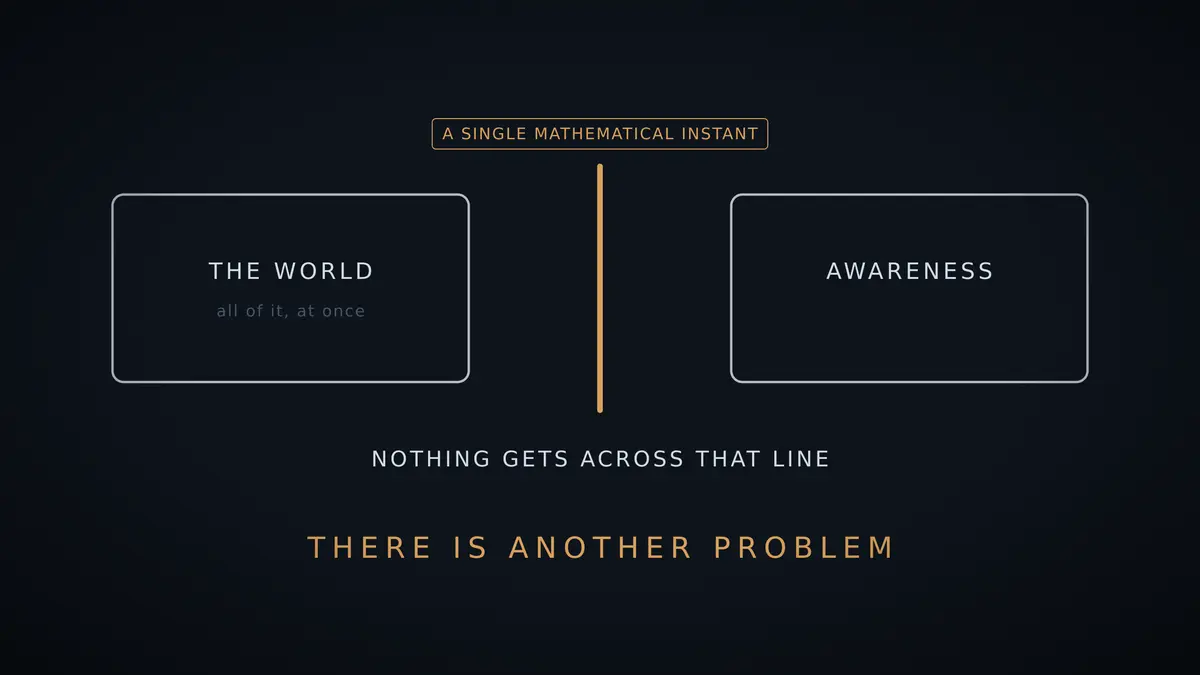 A SINGLE MATHEMATICAL INSTANT
THE WORLD
all of it, at once
AWARENESS
NOTHING GETS ACROSS THAT LINE
THERE IS ANOTHER PROBLEM